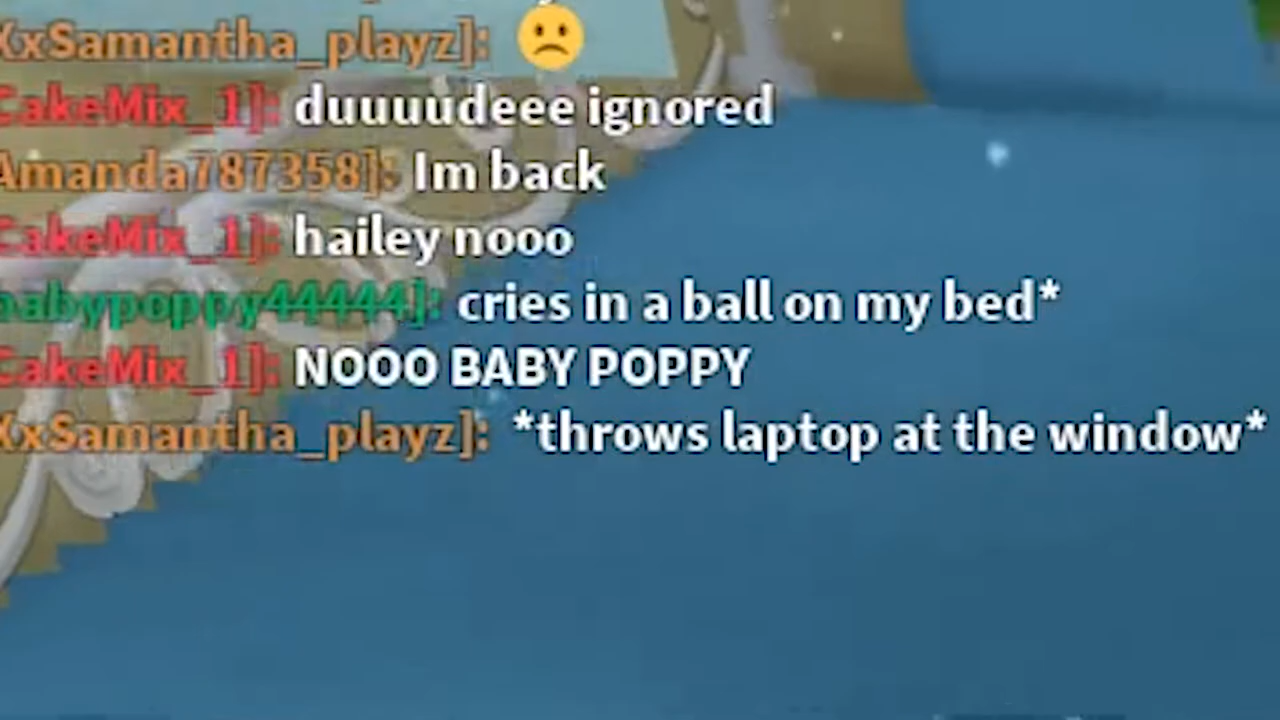 XxSamantha_playz]: ☹
CakeMix_1]: duuuudeee ignored
Amanda787358]: Im back
CakeMix_1]: hailey nooo
babypoppy44444]: cries in a ball on my bed*
CakeMix_1]: NOOO BABY POPPY
XxSamantha_playz]: *throws laptop at the window*